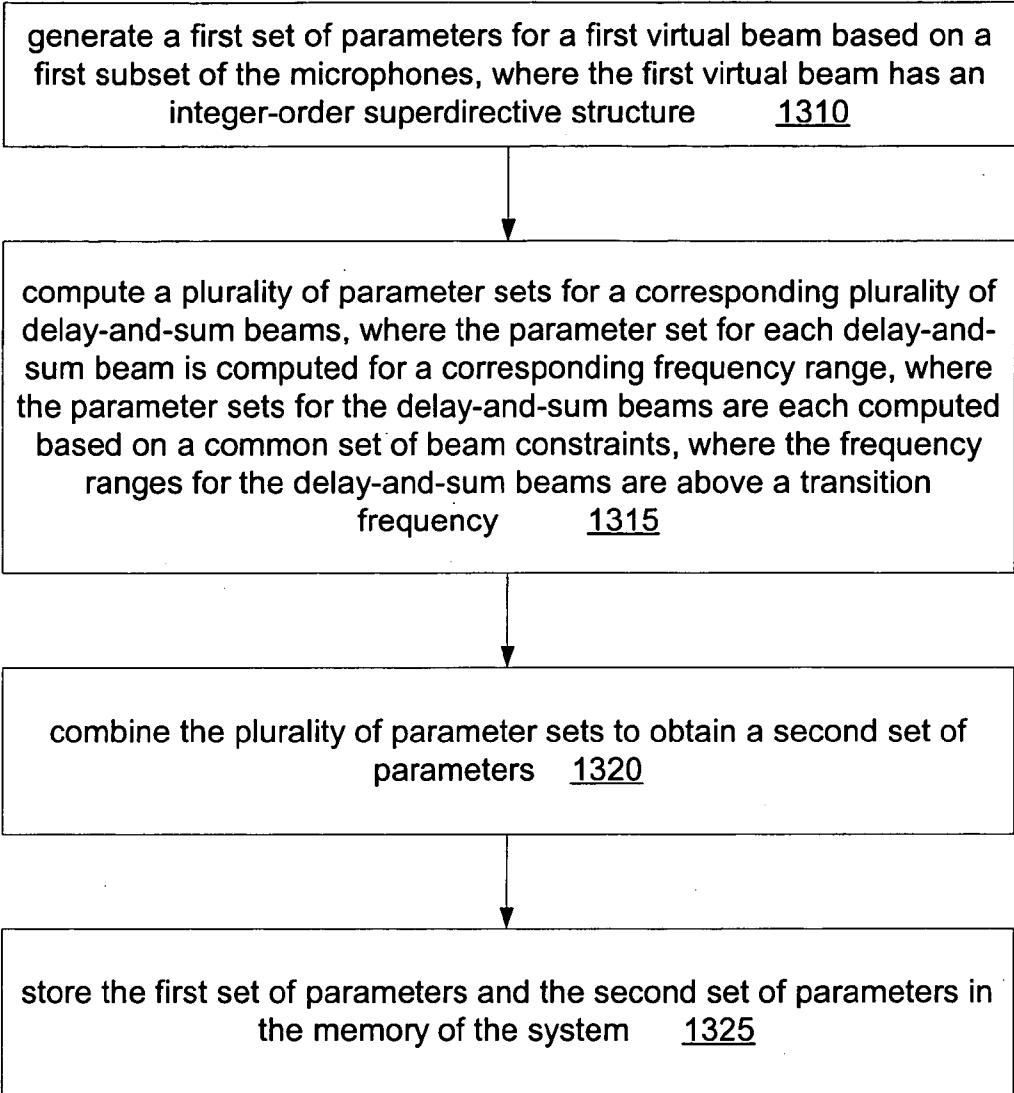 generate a first set of parameters for a first virtual beam based on a
first subset of the microphones, where the first virtual beam has an
integer-order superdirective structure 1310
compute a plurality of parameter sets for a corresponding plurality of
delay-and-sum beams, where the parameter set for each delay-and-
sum beam is computed for a corresponding frequency range, where
the parameter sets for the delay-and-sum beams are each computed
based on a common set of beam constraints, where the frequency
ranges for the delay-and-sum beams are above a transition
frequency 1315
combine the plurality of parameter sets to obtain a second set of
parameters 1320
store the first set of parameters and the second set of parameters in
the memory of the system 1325